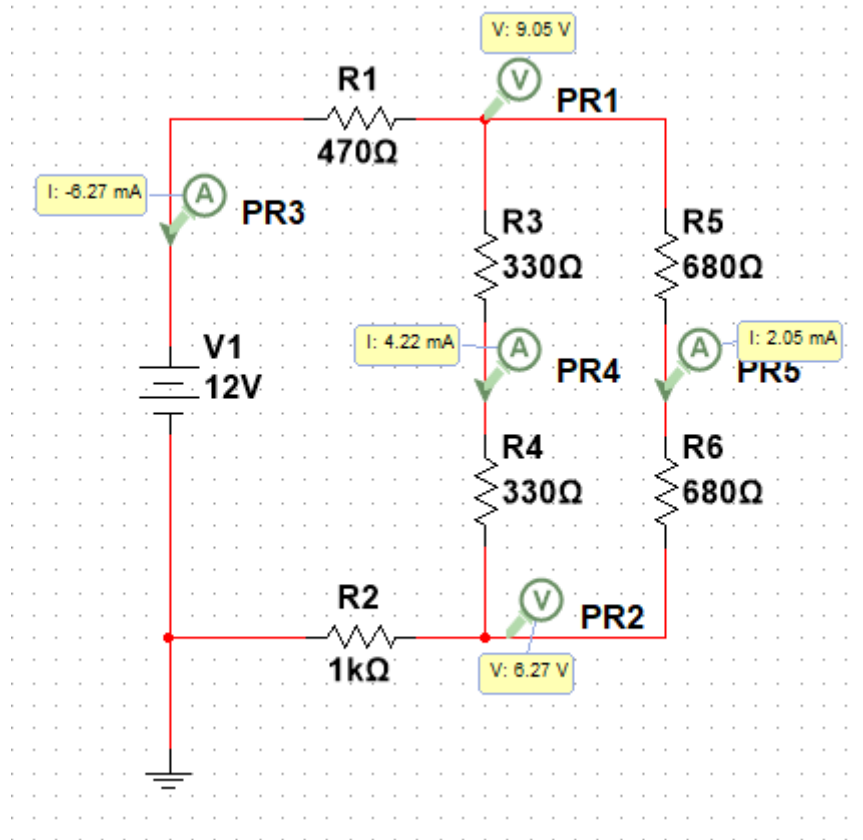 V: 9.05 V
V
R1
PR1
470Ω
I: -6.27 mA
A
PR3
R3
R5
330Ω
680Ω
V1
12V
I: 4.22 mA
A
PR4
A
I: 2.05 mA
PR5
R4
R6
330Ω
680Ω
R2
V
PR2
1kΩ
V: 6.27 V